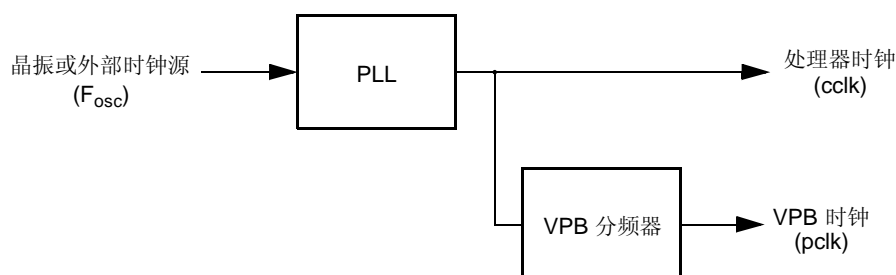 晶振或外部时钟源
(Fosc)
PLL
处理器时钟
(cclk)
VPB 分频器
VPB 时钟
(pclk)